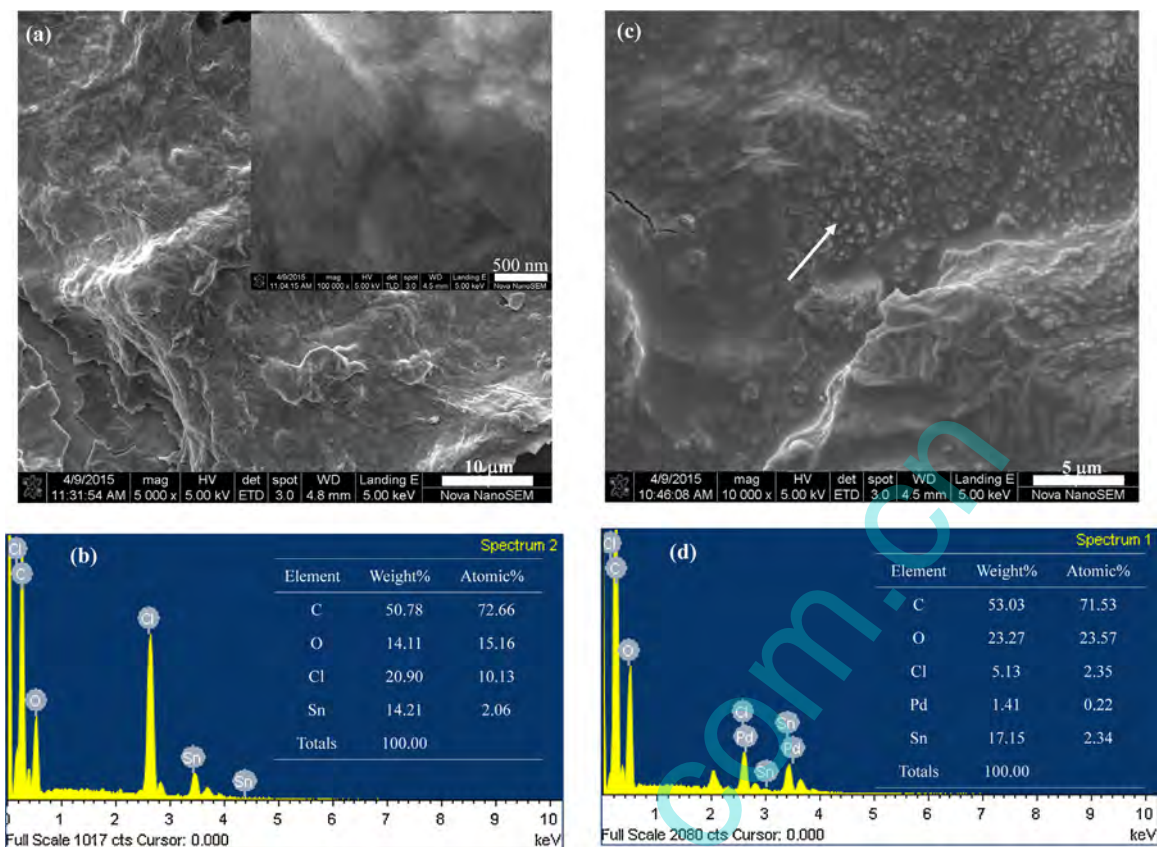 (a)
4/9/2015 mag HV det spot WD Landing E
11:04:15 AM 100 000 x 5.00 kV TLD 3.0 4.5 mm 5.00 keV Nova NanoSEM
500 nm
4/9/2015 mag HV det spot WD Landing E
11:31:54 AM 5 000 x 5.00 kV ETD 3.0 4.8 mm 5.00 keV Nova NanoSEM
10 µm
(c)
4/9/2015 mag HV det spot WD Landing E
10:46:08 AM 10 000 x 5.00 kV ETD 3.0 4.5 mm 5.00 keV Nova NanoSEM
5 µm
(b)
Spectrum 2
Element Weight% Atomic%
C 50.78 72.66
O 14.11 15.16
Cl 20.90 10.13
Sn 14.21 2.06
Totals 100.00
Cl
C
O
Cl
Sn
Sn
1 2 3 4 5 6 7 8 9 10
Full Scale 1017 cts Cursor: 0.000 keV
(d)
Spectrum 1
Element Weight% Atomic%
C 53.03 71.53
O 23.27 23.57
Cl 5.13 2.35
Pd 1.41 0.22
Sn 17.15 2.34
Totals 100.00
Cl
C
O
Cl
Pd
Sn
Sn
Pd
1 2 3 4 5 6 7 8 9 10
Full Scale 2080 cts Cursor: 0.000 keV
com.cn